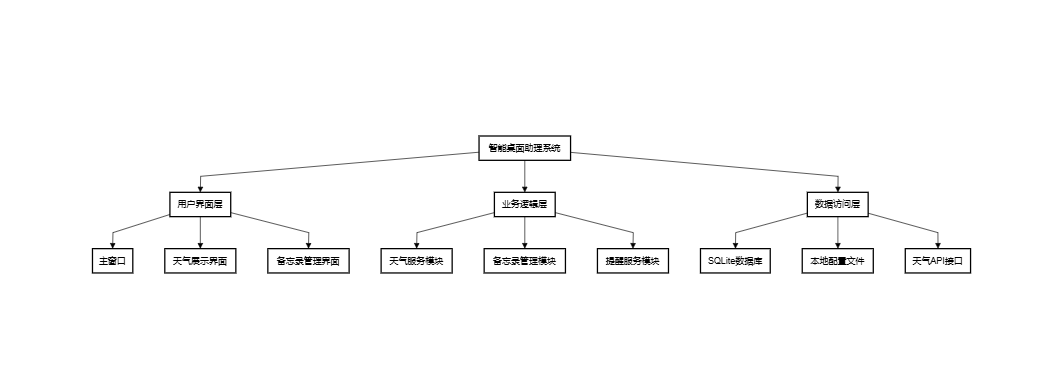 智能桌面助理系统
用户界面层
业务逻辑层
数据访问层
主窗口
天气展示界面
备忘录管理界面
天气服务模块
备忘录管理模块
提醒服务模块
SQLite数据库
本地配置文件
天气API接口